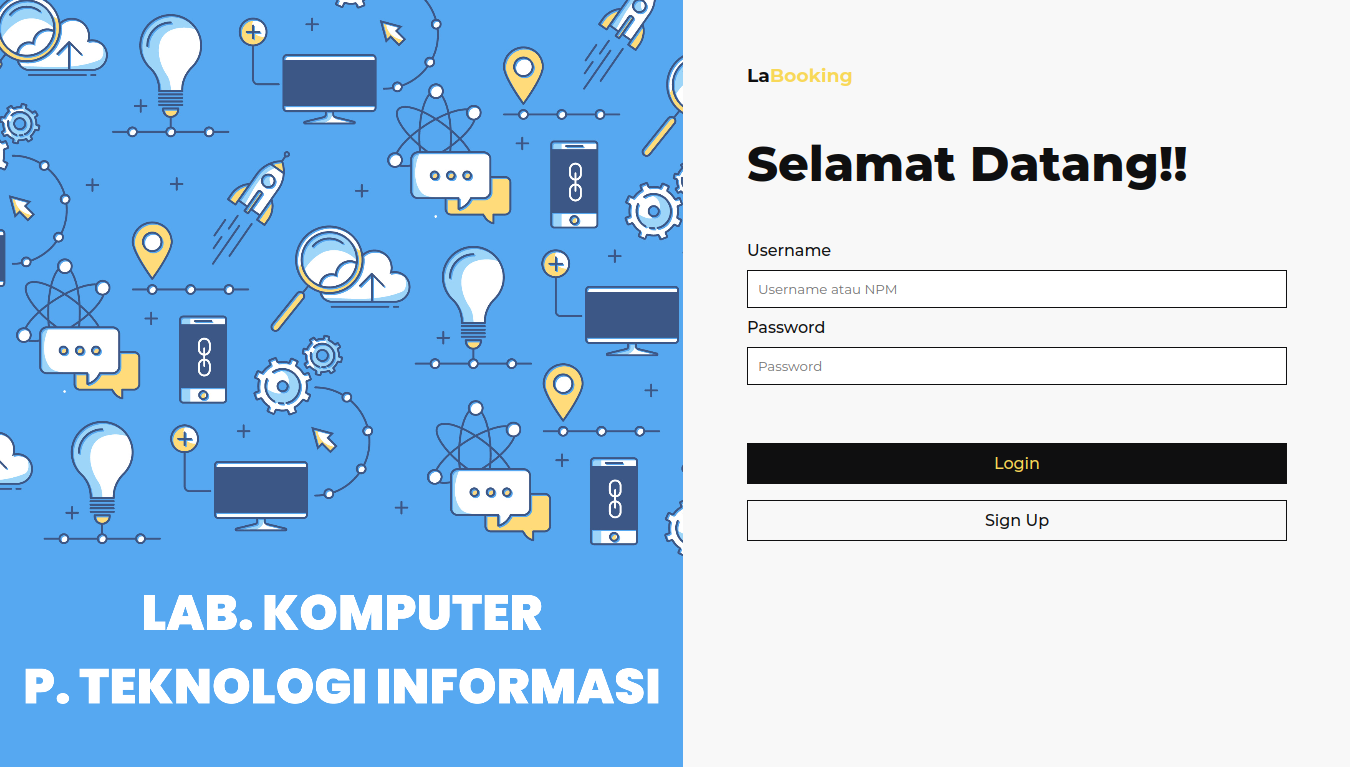 LAB. KOMPUTER
P. TEKNOLOGI INFORMASI
LaBooking
Selamat Datang!!
Username
Username atau NPM
Password
Password
Login
Sign Up